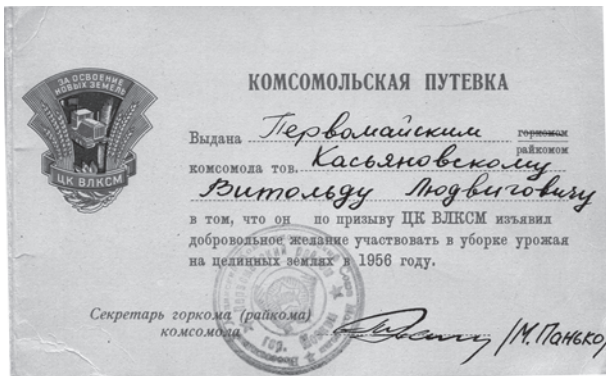 ЗА ОСВОЕНИЕ
НОВЫХ ЗЕМЕЛЬ
ЦК ВЛКСМ
КОМСОМОЛЬСКАЯ ПУТЕВКА
Выдана Первомайским горкомом
райкомом
комсомола тов. Касьяновскому
Витольду Людвиговичу
в том, что он по призыву ЦК ВЛКСМ изъявил
добровольное желание участвовать в уборке урожая
на целинных землях в 1956 году.
Секретарь горкома (райкома)
комсомола /М.Панько/
гор. Москвы